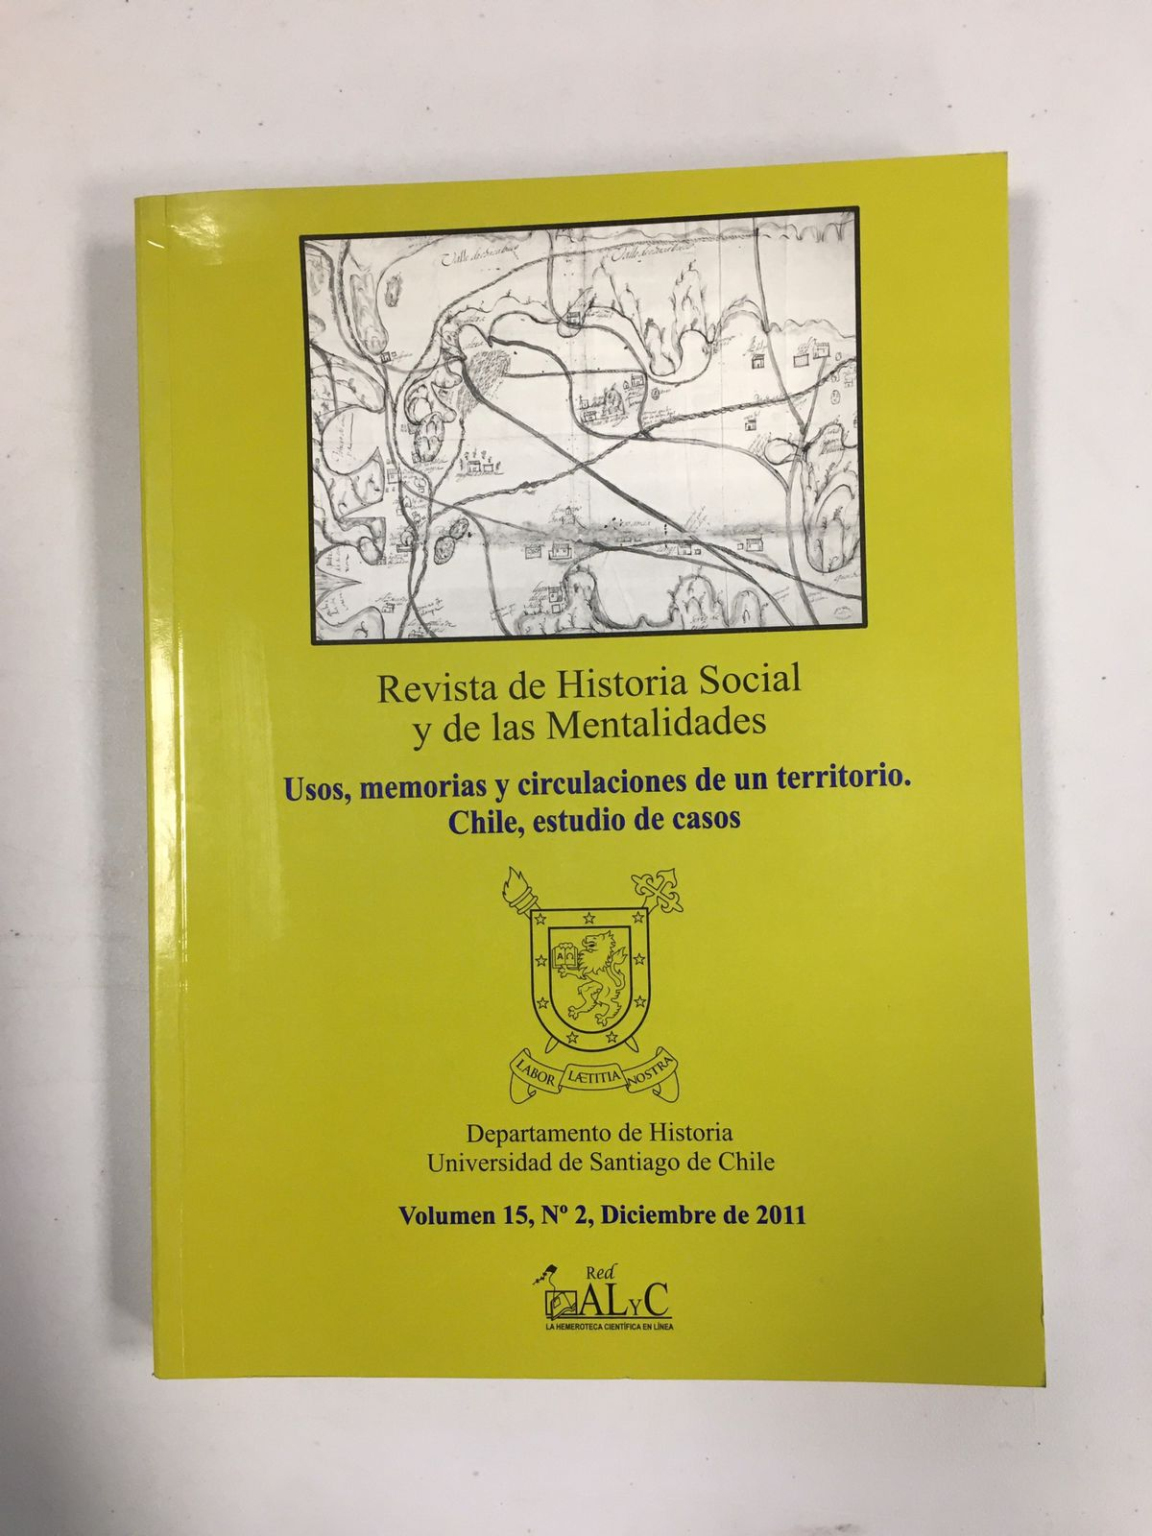 Revista de Historia Social
y de las Mentalidades
Usos, memorias y circulaciones de un territorio.
Chile, estudio de casos
A Ω
LABOR LÆTITIA NOSTRA
Departamento de Historia
Universidad de Santiago de Chile
Volumen 15, Nº 2, Diciembre de 2011
Red
ALyC
LA HEMEROTECA CIENTÍFICA EN LÍNEA